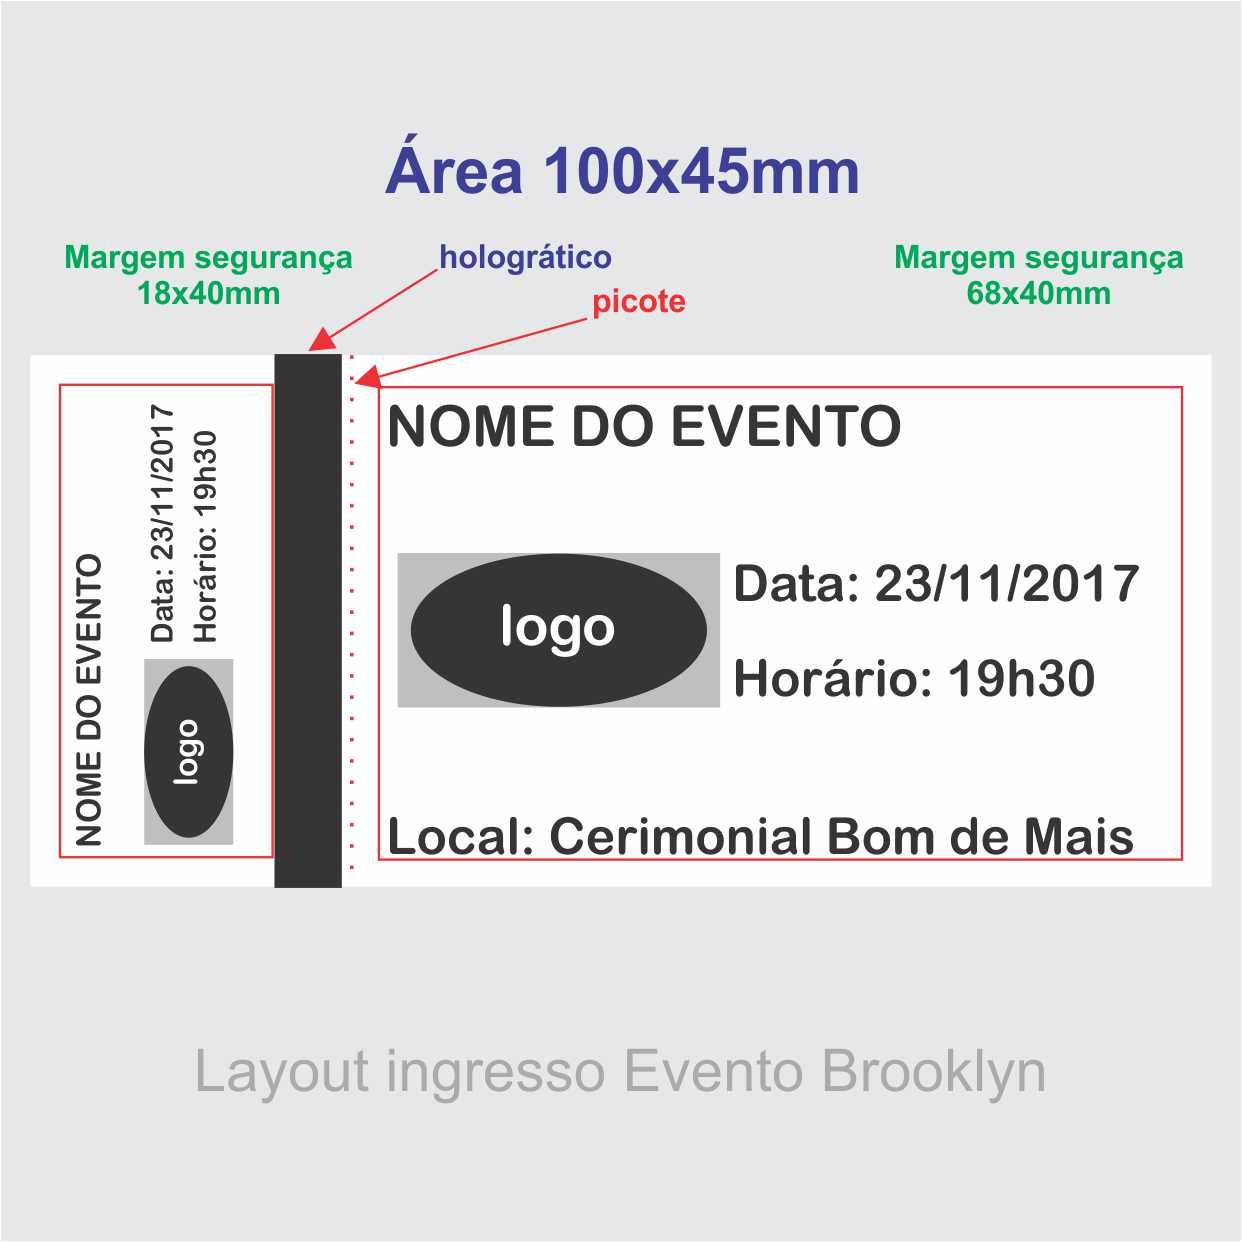 Área 100x45mm
Margem segurança
18x40mm
hologrático
picote
Margem segurança
68x40mm
NOME DO EVENTO
Data: 23/11/2017
Horário: 19h30
logo
NOME DO EVENTO
logo
Data: 23/11/2017
Horário: 19h30
Local: Cerimonial Bom de Mais
Layout ingresso Evento Brooklyn